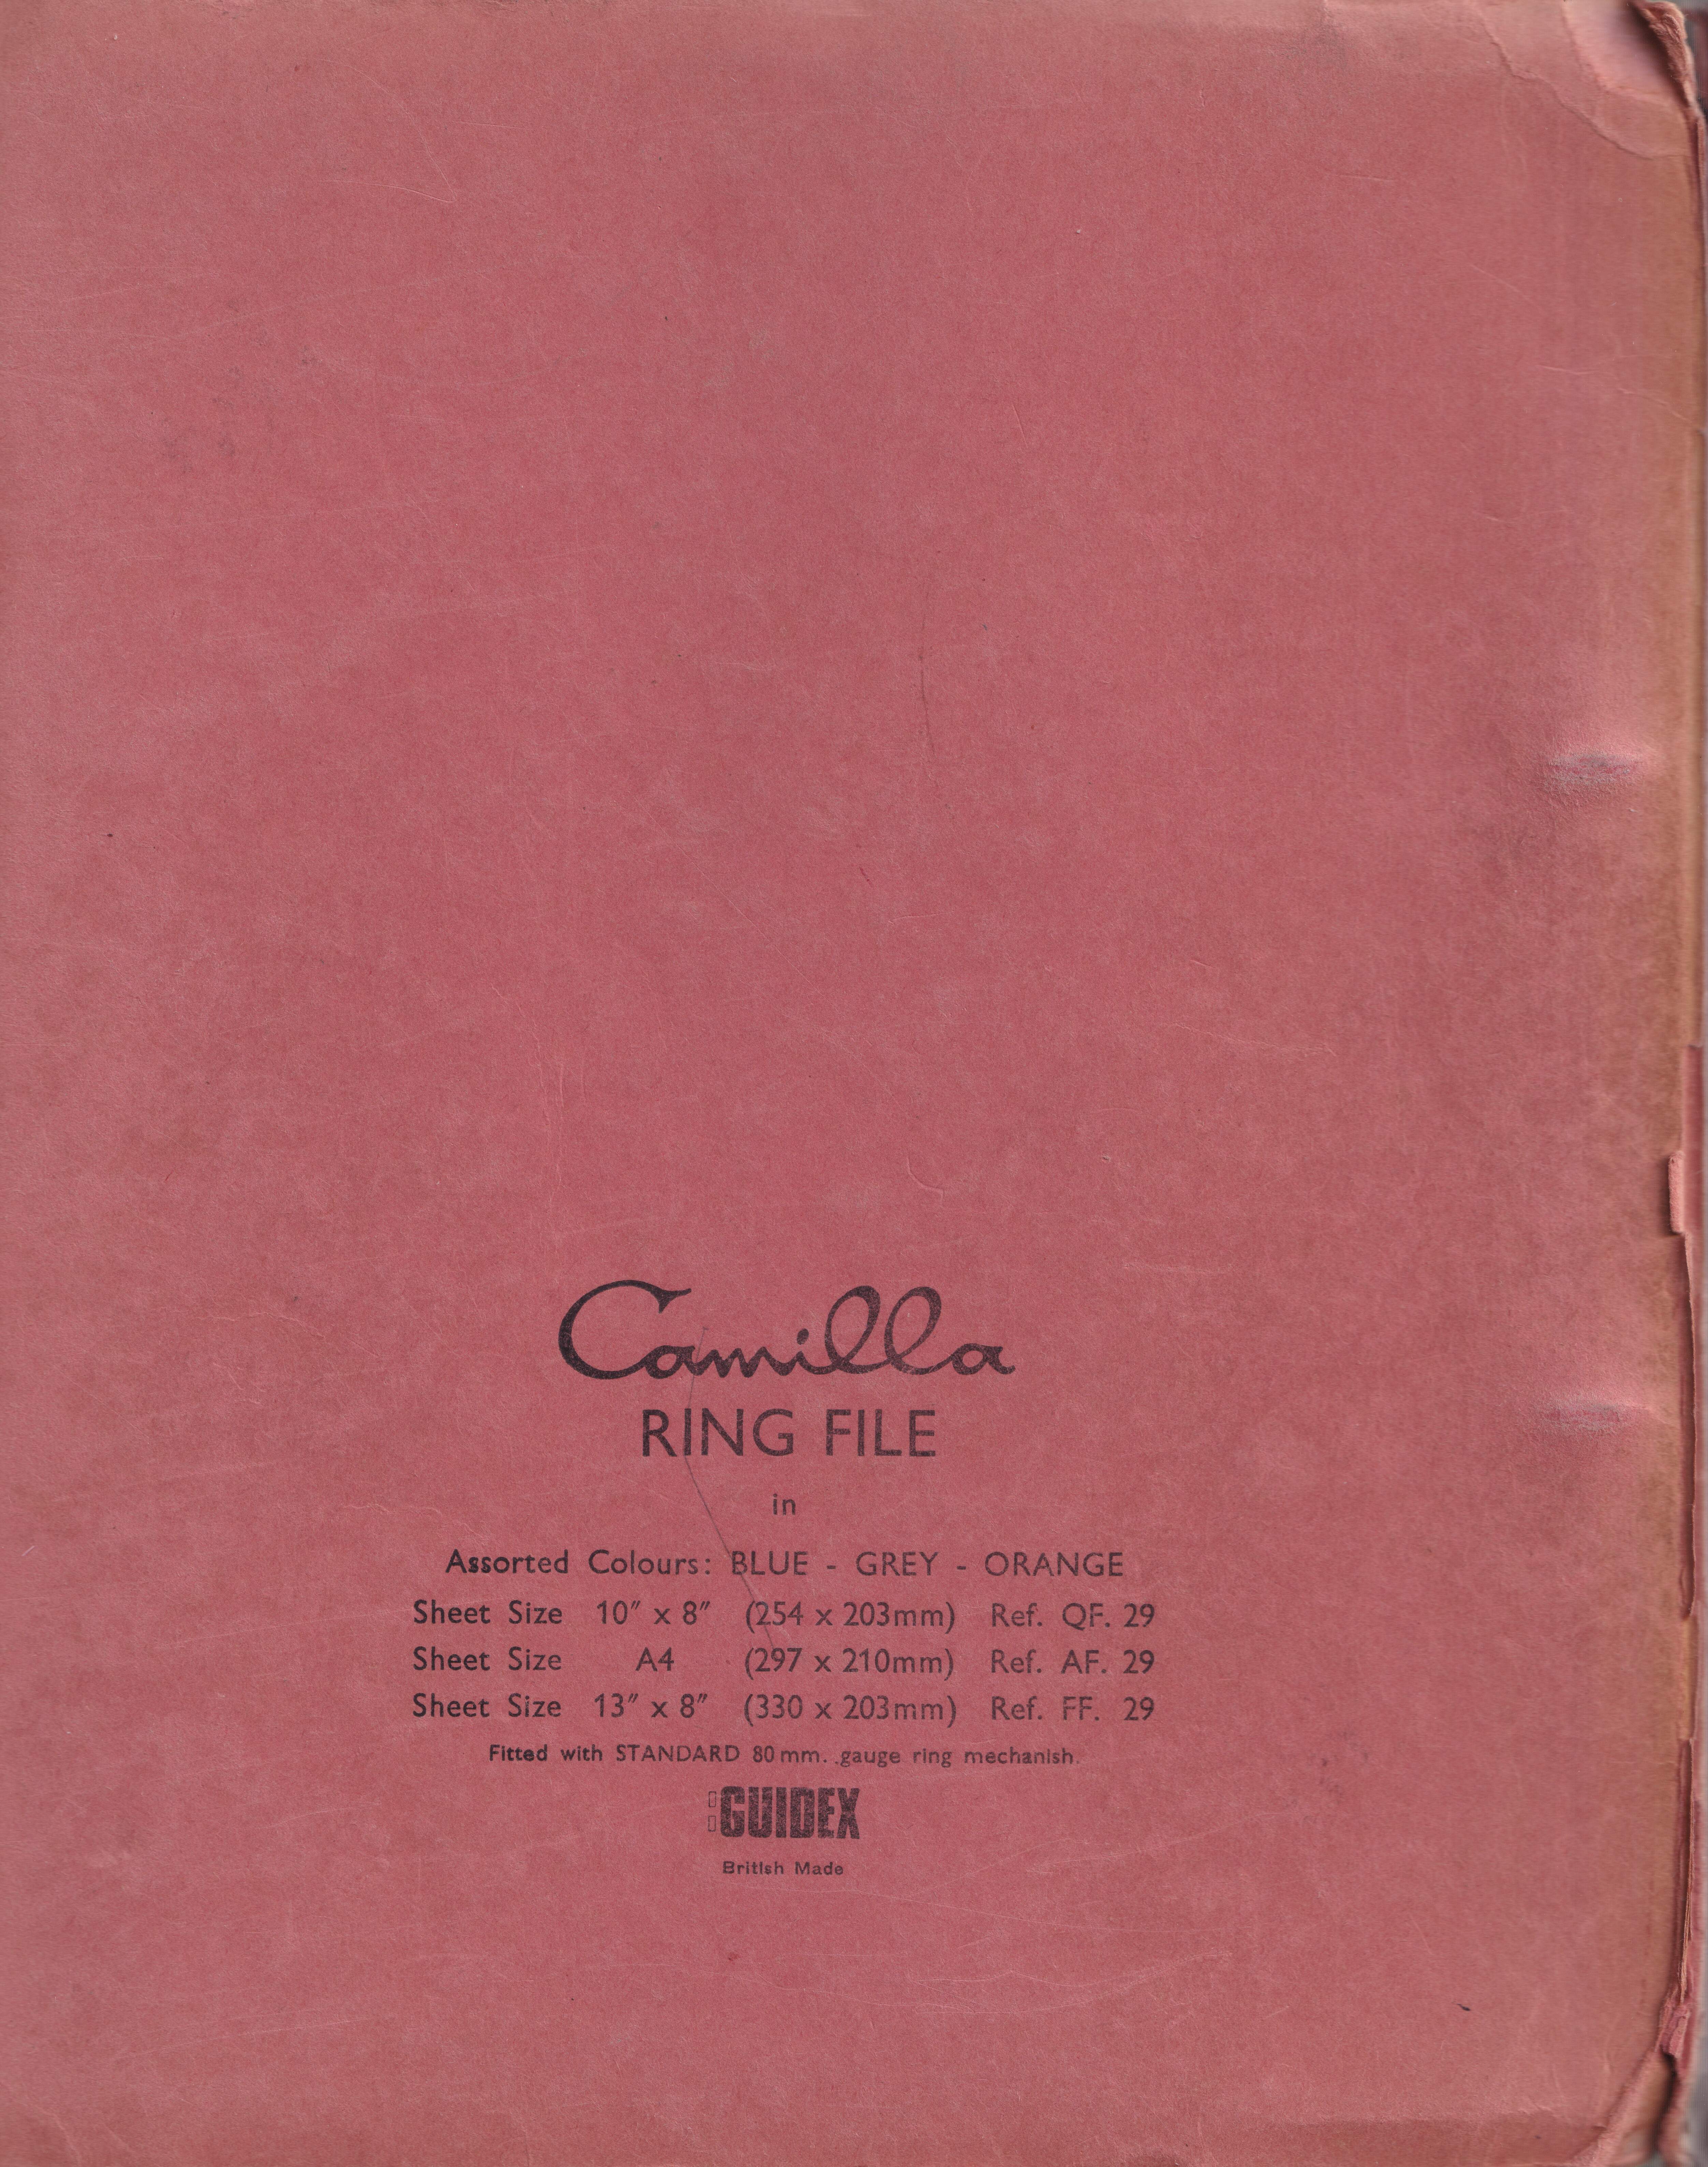 Camilla
RING FILE
in
Assorted Colours: BLUE - GREY - ORANGE
Sheet Size 10″ x 8″ (254 x 203mm) Ref. QF. 29
Sheet Size A4 (297 x 210mm) Ref. AF. 29
Sheet Size 13″ x 8″ (330 x 203mm) Ref. FF. 29
Fitted with STANDARD 80mm. gauge ring mechanish.
GUIDEX
British Made